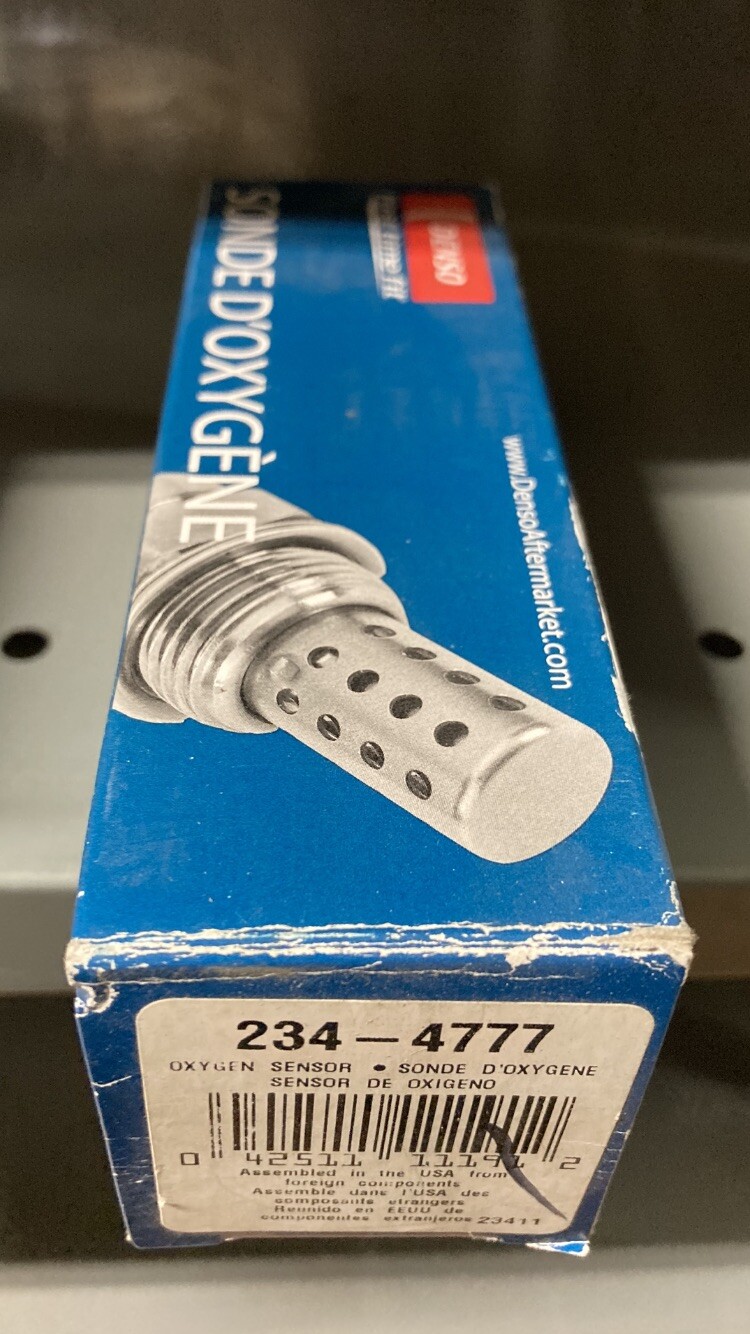 SONDE D'OXYGÈNE
DENSO
www.DensoAftermarket.com
234-4777
OXYGEN SENSOR • SONDE D'OXYGENE
SENSOR DE OXIGENO
0 42511 11191 2
Assembled in the USA from
foreign components
Assemble dans l'USA des
composants etrangers
Reunido en EEUU de
componentes extranjeros 23411